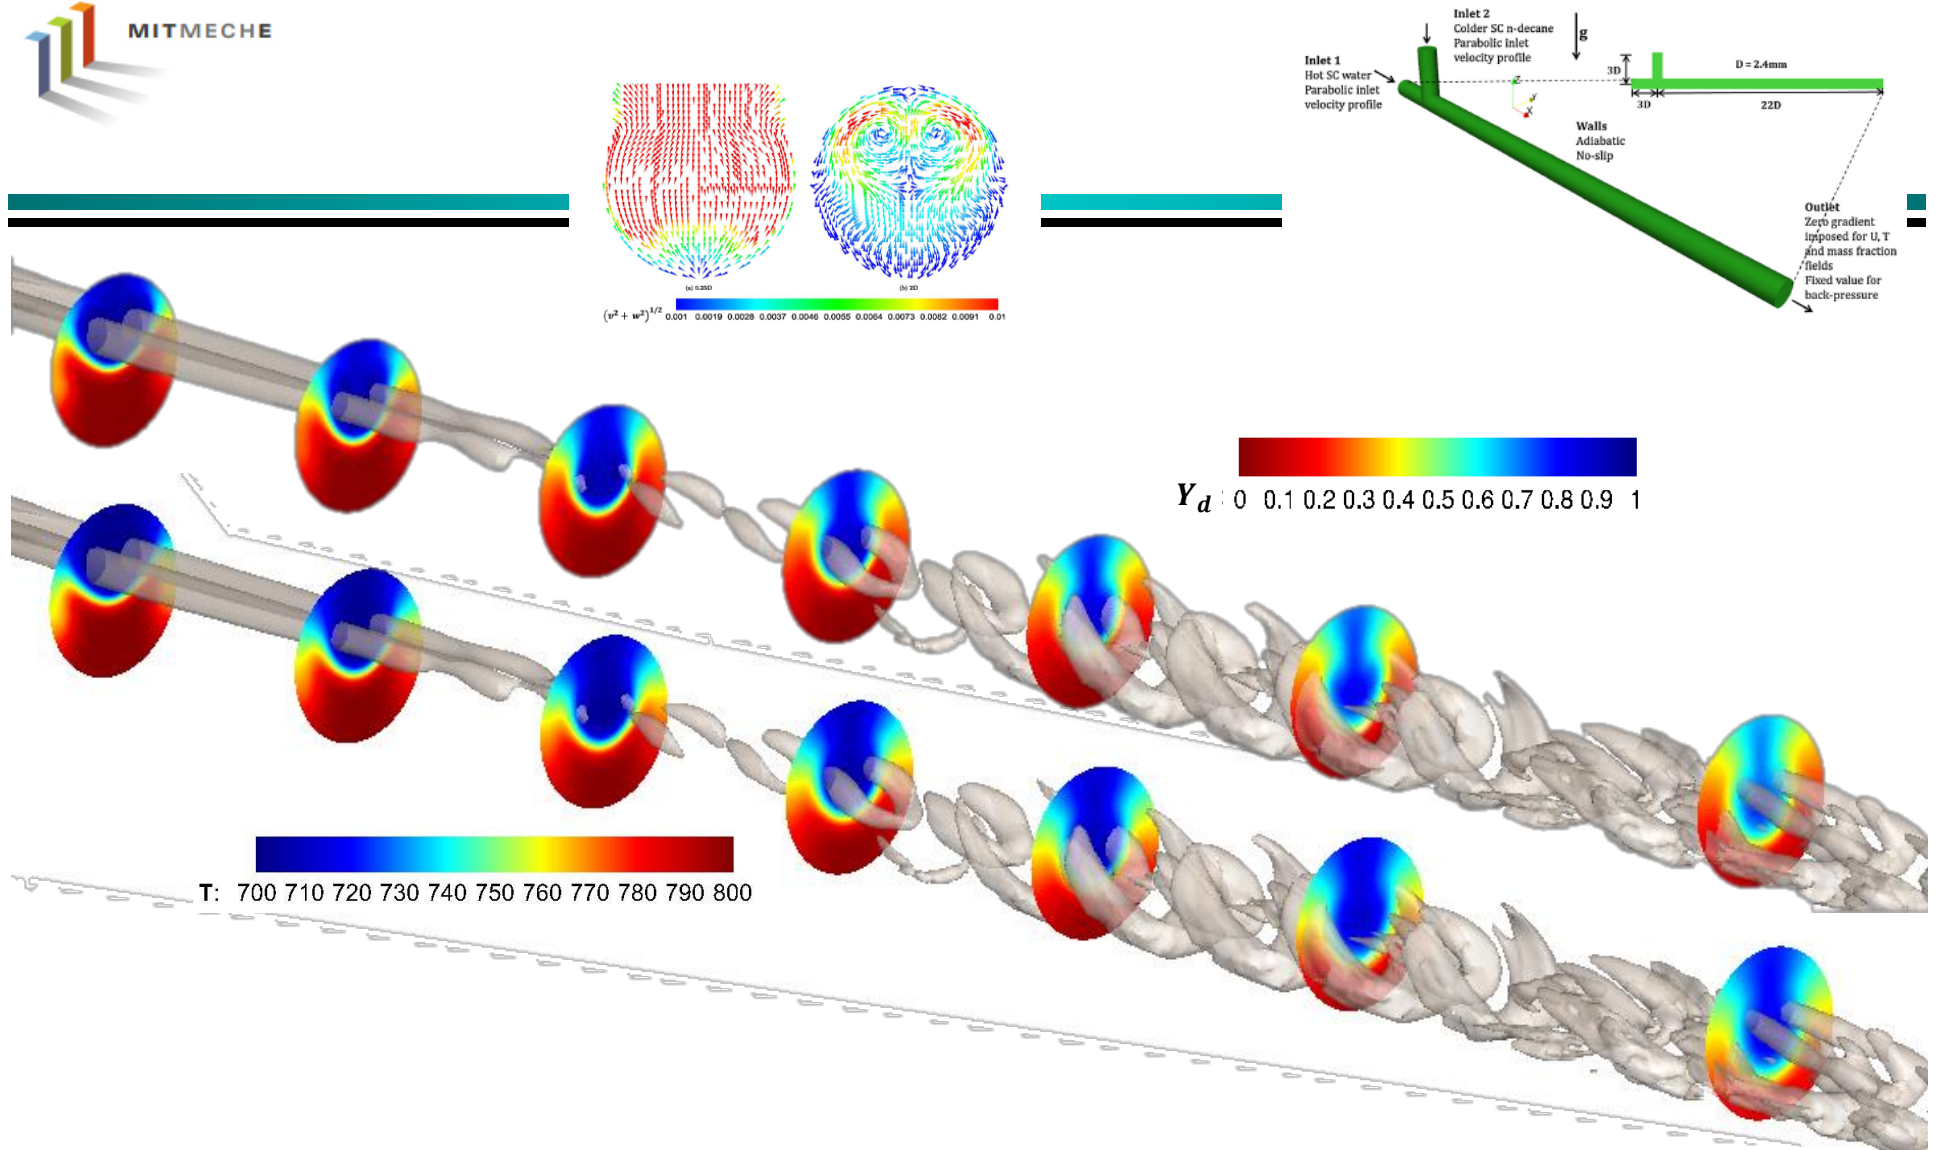 MITMECHE
Inlet 2
Colder SC n-decane
Parabolic inlet
velocity profile
g
Inlet 1
Hot SC water
Parabolic inlet
velocity profile
3D
D = 2.4mm
3D
22D
Z
Y
X
Walls
Adiabatic
No-slip
Outlet
Zero gradient
imposed for U, T
and mass fraction
fields
Fixed value for
back-pressure
(a) 0.25D
(b) 2D
(v² + w²)^1/2 0.001 0.0019 0.0028 0.0037 0.0046 0.0055 0.0064 0.0073 0.0082 0.0091 0.01
Y_d : 0 0.1 0.2 0.3 0.4 0.5 0.6 0.7 0.8 0.9 1
T: 700 710 720 730 740 750 760 770 780 790 800